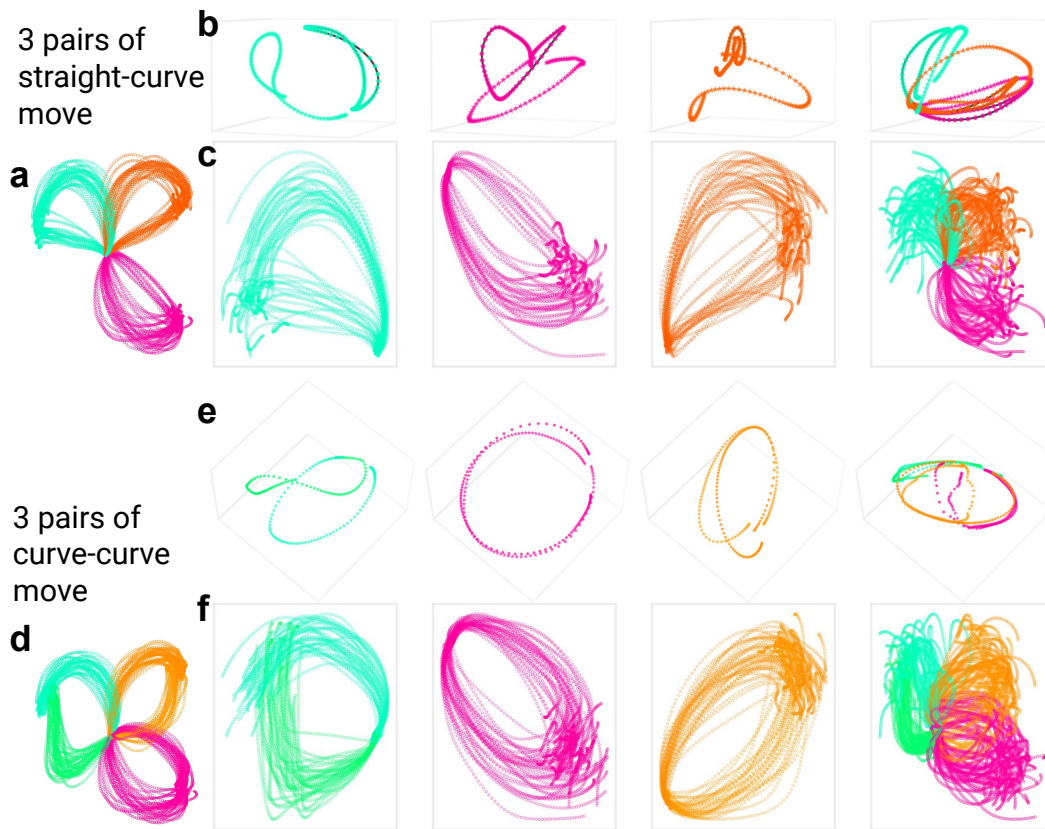 3 pairs of
straight-curve
move
b
a
c
e
3 pairs of
curve-curve
move
d
f